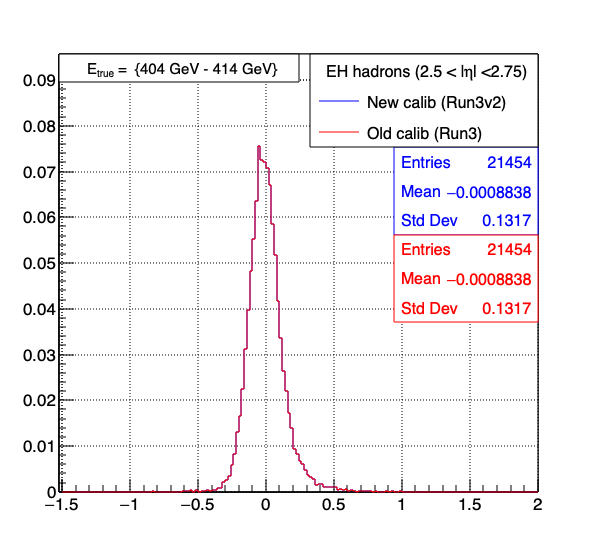 E_true = {404 GeV - 414 GeV}
EH hadrons (2.5 < |η| <2.75)
New calib (Run3v2)
Old calib (Run3)
Entries 21454
Mean −0.0008838
Std Dev 0.1317
Entries 21454
Mean −0.0008838
Std Dev 0.1317
0.09
0.08
0.07
0.06
0.05
0.04
0.03
0.02
0.01
0
−1.5 −1 −0.5 0 0.5 1 1.5 2